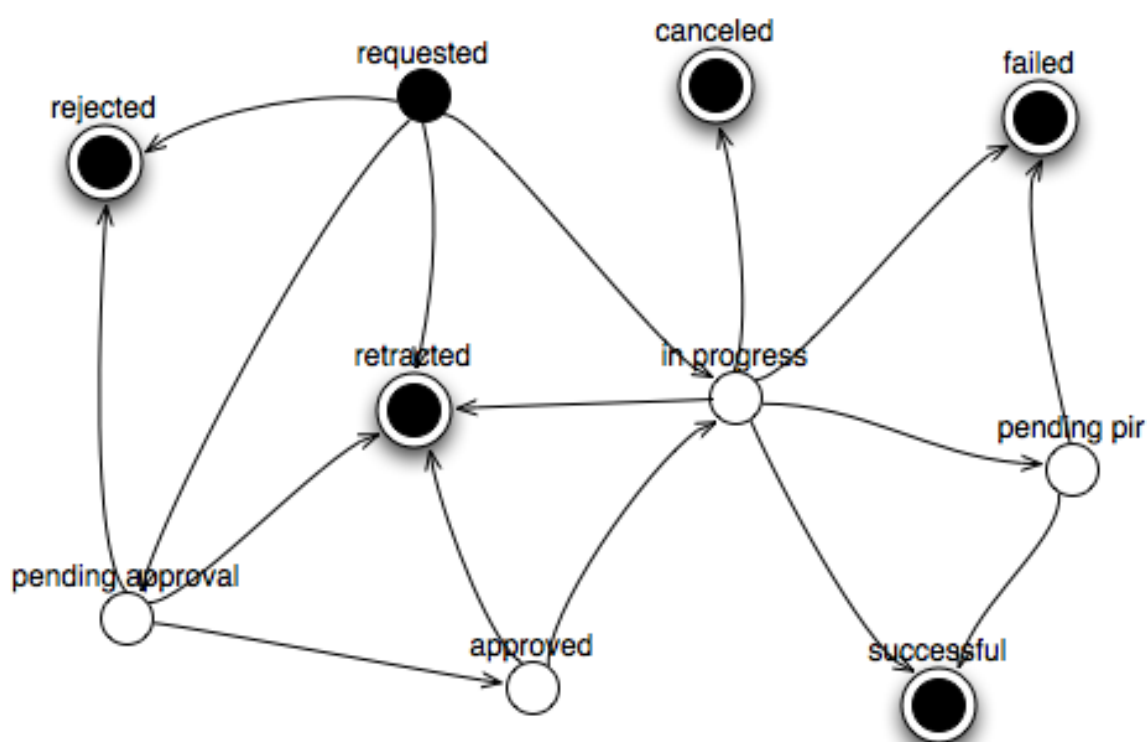 canceled
requested
failed
rejected
retracted
in progress
pending pir
pending approval
approved
successful